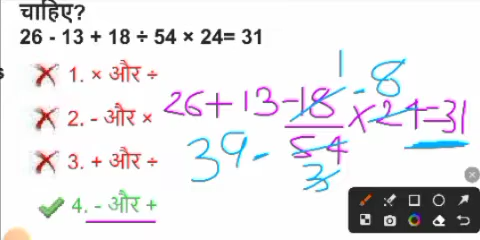 चाहिए?
26 - 13 + 18 ÷ 54 × 24= 31
1. × और ÷
2. - और ×
3. + और ÷
4. - और +
1 8
26+13-18/54×24=31
39-
3